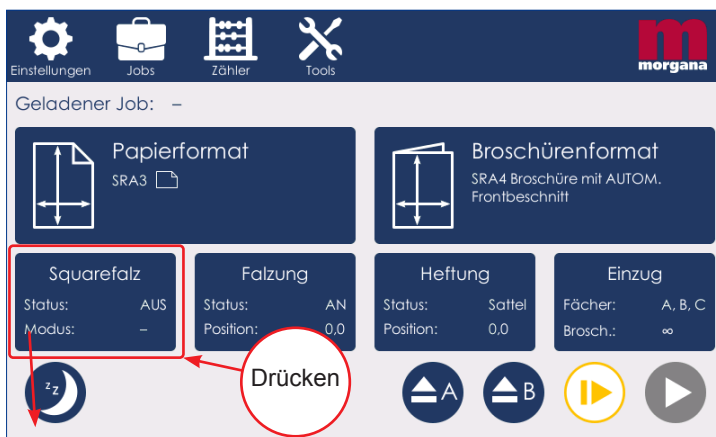 Einstellungen Jobs Zähler Tools
morgana
Geladener Job: –
Papierformat
SRA3
Broschürenformat
SRA4 Broschüre mit AUTOM.
Frontbeschnitt
Squarefalz
Status: AUS
Modus: –
Falzung
Status: AN
Position: 0,0
Heftung
Status: Sattel
Position: 0,0
Einzug
Fächer: A, B, C
Brosch.: ∞
Drücken
zz
A
B